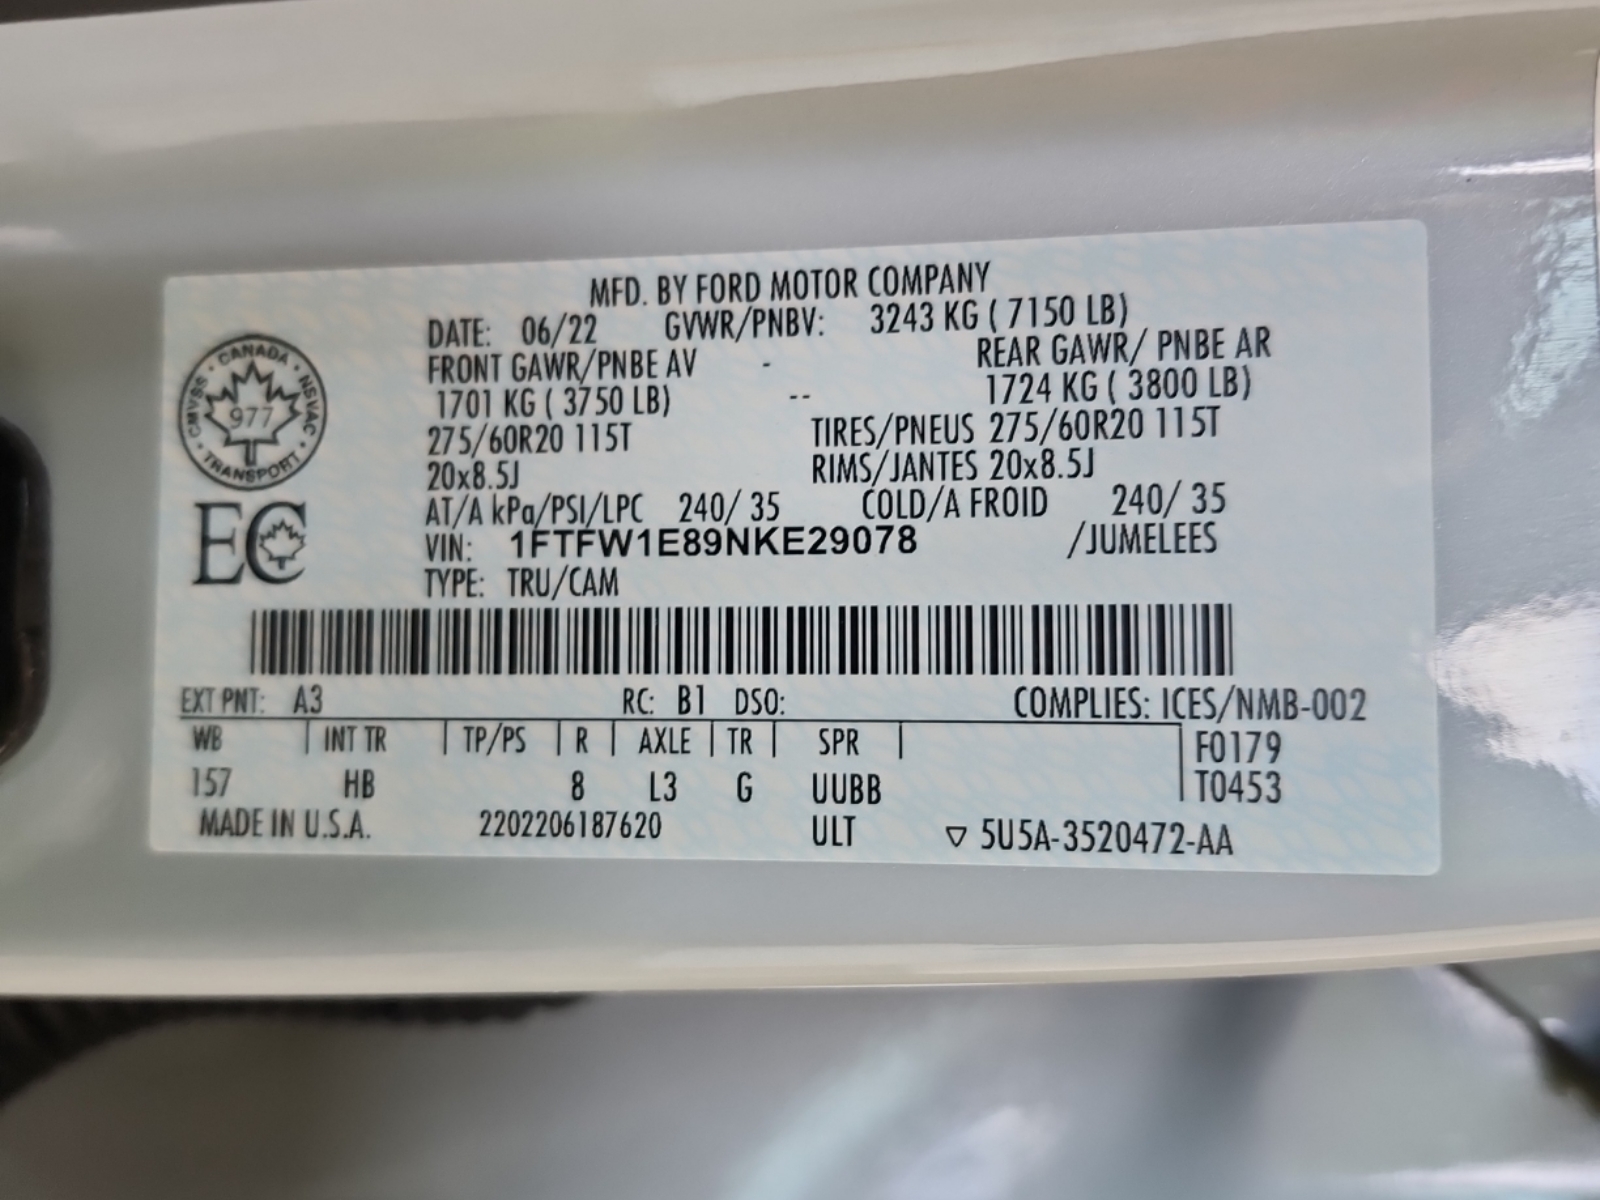 MFD. BY FORD MOTOR COMPANY
DATE: 06/22 GVWR/PNBV: 3243 KG ( 7150 LB)
FRONT GAWR/PNBE AV - REAR GAWR/ PNBE AR
1701 KG ( 3750 LB) -- 1724 KG ( 3800 LB)
275/60R20 115T TIRES/PNEUS 275/60R20 115T
20x8.5J RIMS/JANTES 20x8.5J
AT/A kPa/PSI/LPC 240/ 35 COLD/A FROID 240/ 35
VIN: 1FTFW1E89NKE29078 /JUMELEES
TYPE: TRU/CAM
CANADA
CMVSS · NSVAC
977
TRANSPORT
EC
EXT PNT: A3 RC: B1 DSO: COMPLIES: ICES/NMB-002
WB | INT TR | TP/PS | R | AXLE | TR | SPR | F0179
157 HB 8 L3 G UUBB T0453
MADE IN U.S.A. 2202206187620 ULT ▽ 5U5A-3520472-AA